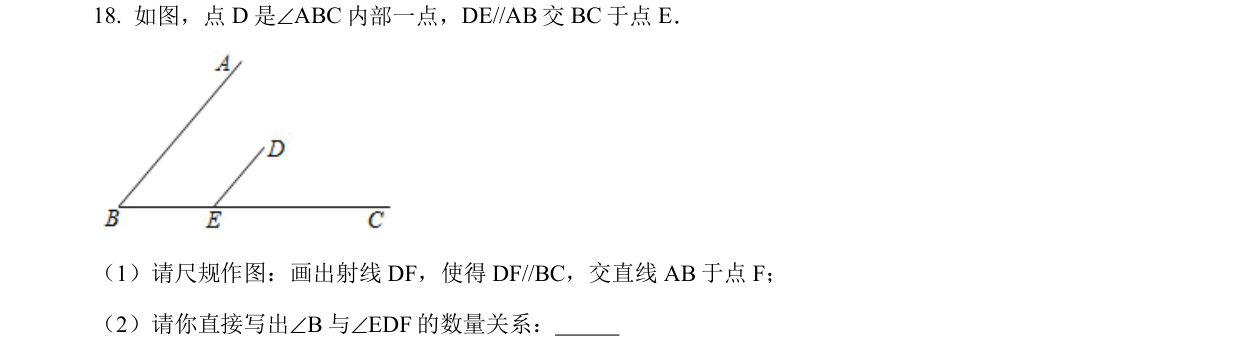 18. 如图，点 D 是∠ABC 内部一点，DE//AB 交 BC 于点 E．
A
D
B
E
C
（1）请尺规作图：画出射线 DF，使得 DF//BC，交直线 AB 于点 F；
（2）请你直接写出∠B 与∠EDF 的数量关系：______